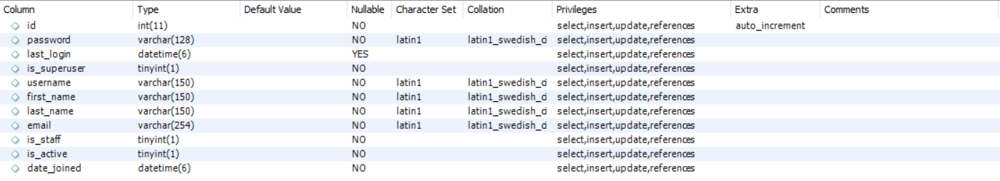 Column Type Default Value Nullable Character Set Collation Privileges Extra Comments
id int(11) NO select,insert,update,references auto_increment
password varchar(128) NO latin1 latin1_swedish_ci select,insert,update,references
last_login datetime(6) YES select,insert,update,references
is_superuser tinyint(1) NO select,insert,update,references
username varchar(150) NO latin1 latin1_swedish_ci select,insert,update,references
first_name varchar(150) NO latin1 latin1_swedish_ci select,insert,update,references
last_name varchar(150) NO latin1 latin1_swedish_ci select,insert,update,references
email varchar(254) NO latin1 latin1_swedish_ci select,insert,update,references
is_staff tinyint(1) NO select,insert,update,references
is_active tinyint(1) NO select,insert,update,references
date_joined datetime(6) NO select,insert,update,references